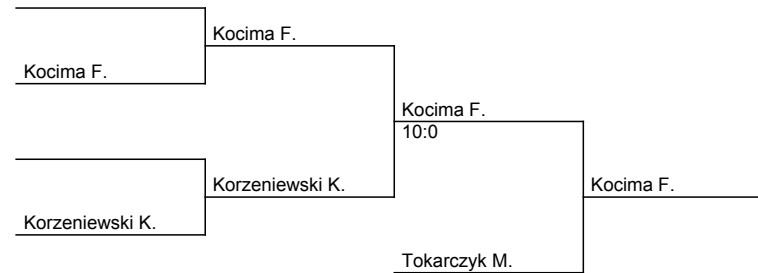 Kocima F.
Kocima F.
Kocima F.
10:0
Korzeniewski K.
Kocima F.
Korzeniewski K.
Tokarczyk M.